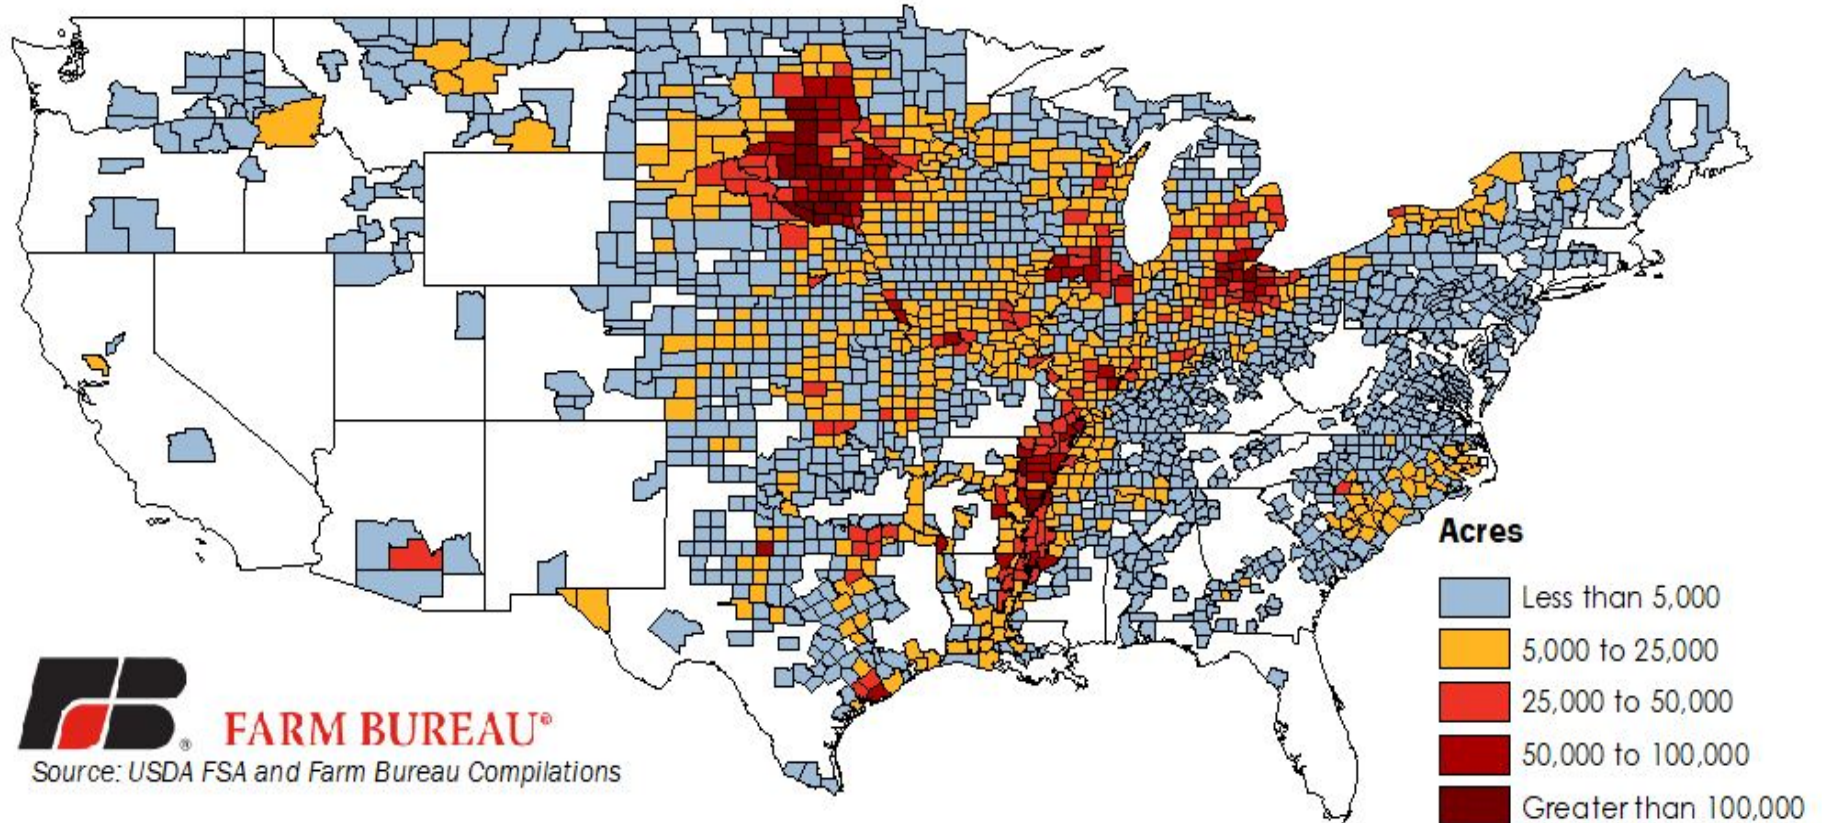 Acres
Less than 5,000
5,000 to 25,000
25,000 to 50,000
50,000 to 100,000
Greater than 100,000
FB®
FARM BUREAU®
Source: USDA FSA and Farm Bureau Compilations